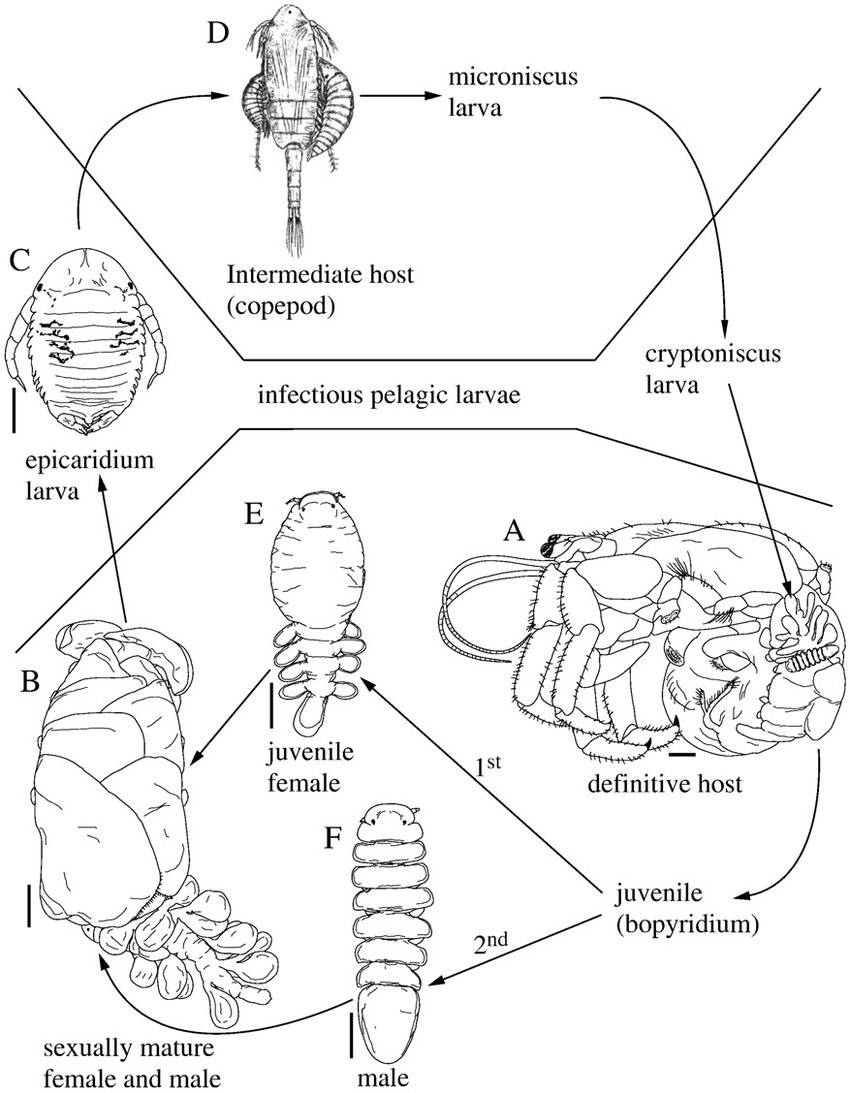 D
microniscus
larva
C
Intermediate host
(copepod)
cryptoniscus
larva
infectious pelagic larvae
epicaridium
larva
E
A
B
juvenile
female
1st
definitive host
F
juvenile
(bopyridium)
2nd
sexually mature
female and male
male